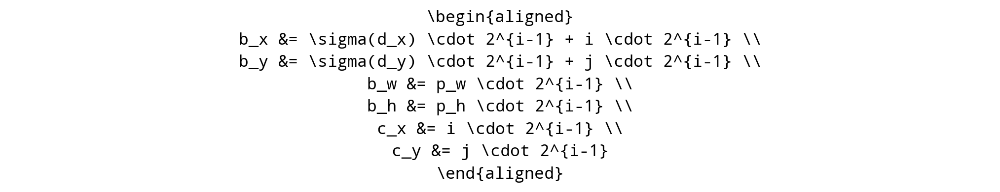 \begin{aligned}
b_x &= \sigma(d_x) \cdot 2^{i-1} + i \cdot 2^{i-1} \\
b_y &= \sigma(d_y) \cdot 2^{i-1} + j \cdot 2^{i-1} \\
b_w &= p_w \cdot 2^{i-1} \\
b_h &= p_h \cdot 2^{i-1} \\
c_x &= i \cdot 2^{i-1} \\
c_y &= j \cdot 2^{i-1}
\end{aligned}